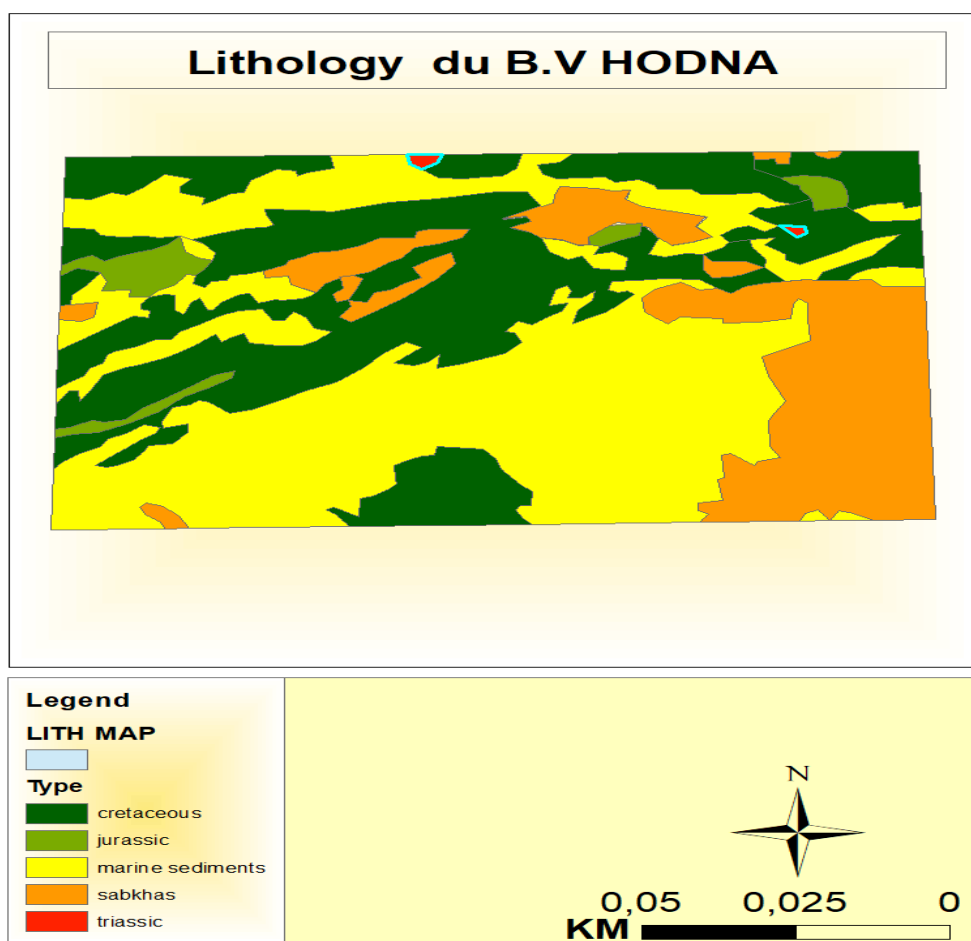 Lithology du B.V HODNA
Legend
LITH MAP
Type
cretaceous
jurassic
marine sediments
sabkhas
triassic
N
0,05 0,025 0
KM